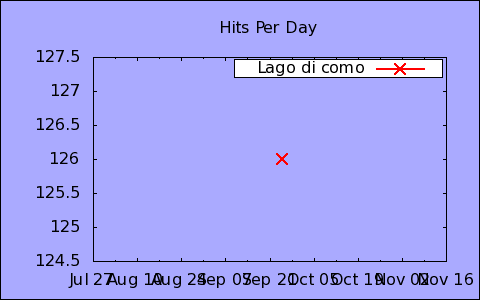 Hits Per Day
Lago di como
127.5
127
126.5
126
125.5
125
124.5
Jul 27 Aug 10 Aug 24 Sep 07 Sep 21 Oct 05 Oct 19 Nov 02 Nov 16